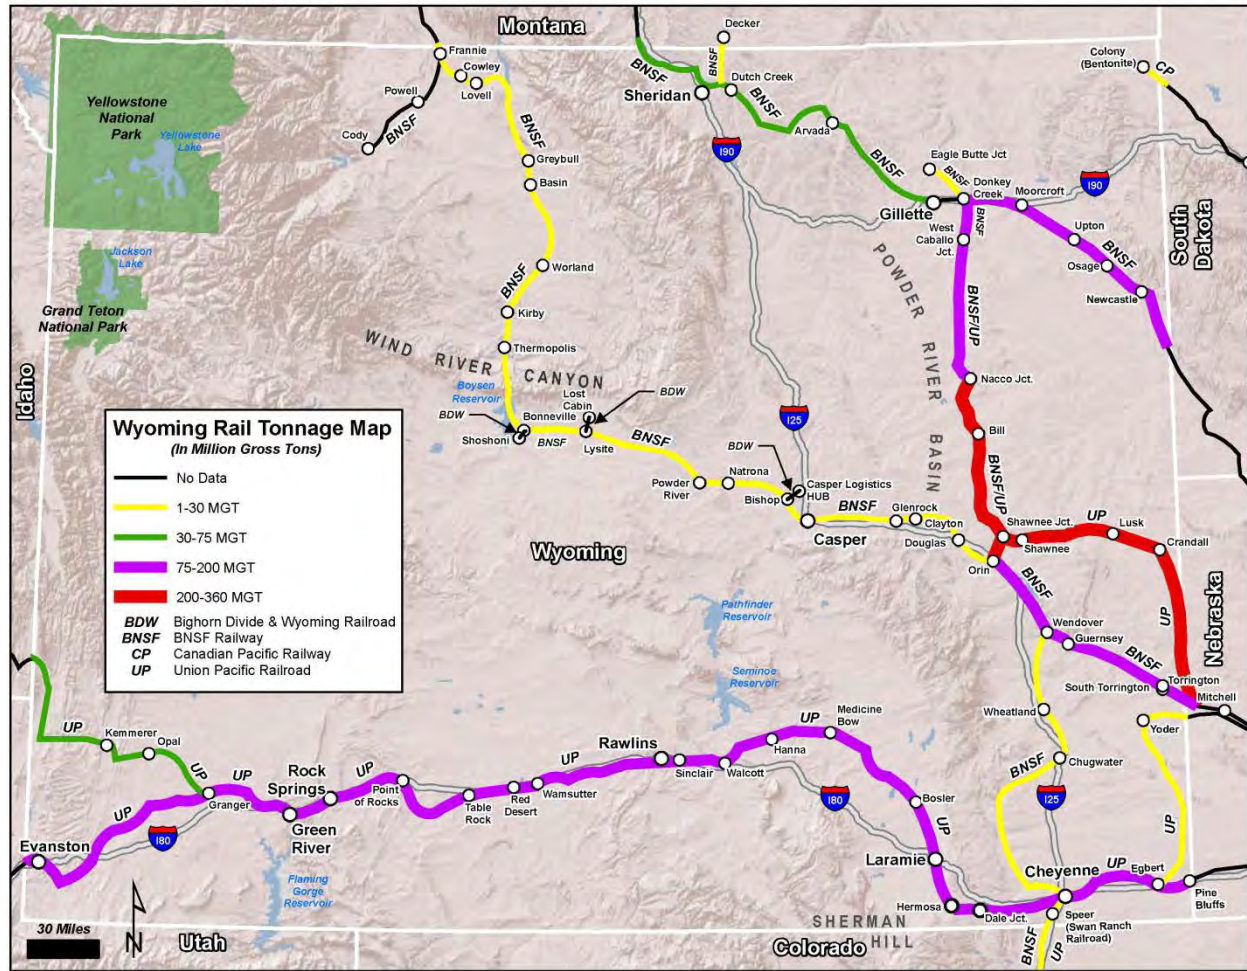 Montana
Decker
Frannie
Cowley
Lovell
Powell
Cody
BNSF
Yellowstone
National
Park
Yellowstone
Lake
BNSF
Sheridan
BNSF
Dutch Creek
BNSF
Arvada
BNSF
Colony
(Bentonite)
CP
190
190
BNSF
Greybull
Basin
Eagle Butte Jct
BNSF
Donkey
Creek
Moorcroft
Gillette
BNSF
West
Caballo
Jct.
Upton
BNSF
Osage
Newcastle
South
Dakota
Jackson
Lake
Grand Teton
National Park
Worland
BNSF
Kirby
Thermopolis
POWDER
RIVER
BASIN
BNSF/UP
Nacco Jct.
WIND RIVER
CANYON
Boysen
Reservoir
Lost
Cabin
BDW
BDW
Bonneville
Shoshoni
BNSF
Lysite
BNSF
125
Bill
BNSF/UP
Idaho
Wyoming Rail Tonnage Map
(In Million Gross Tons)
No Data
1-30 MGT
30-75 MGT
75-200 MGT
200-360 MGT
BDW Bighorn Divide & Wyoming Railroad
BNSF BNSF Railway
CP Canadian Pacific Railway
UP Union Pacific Railroad
BDW
Powder
River
Natrona
Bishop
Casper Logistics
HUB
BNSF
Glenrock
Clayton
Casper
Douglas
Orin
Shawnee Jct.
Shawnee
UP
Lusk
Crandall
Wyoming
BNSF
Wendover
Guernsey
BNSF
UP
Nebraska
Torrington
South Torrington
Mitchell
Pathfinder
Reservoir
Seminoe
Reservoir
Wheatland
Yoder
BNSF
Chugwater
125
UP
UP
Kemmerer
Opal
UP
Granger
UP
UP
Rock
Springs
UP
Point
of Rocks
Green
River
Table
Rock
Red
Desert
Wamsutter
UP
Rawlins
Sinclair
Walcott
Hanna
UP
Medicine
Bow
180
Bosler
UP
Laramie
Evanston
180
Flaming
Gorge
Reservoir
Cheyenne
UP
Egbert
Pine
Bluffs
Hermosa
Dale Jct.
Speer
(Swan Ranch
Railroad)
BNSF
UP
SHERMAN
HILL
N
30 Miles
Utah
Colorado